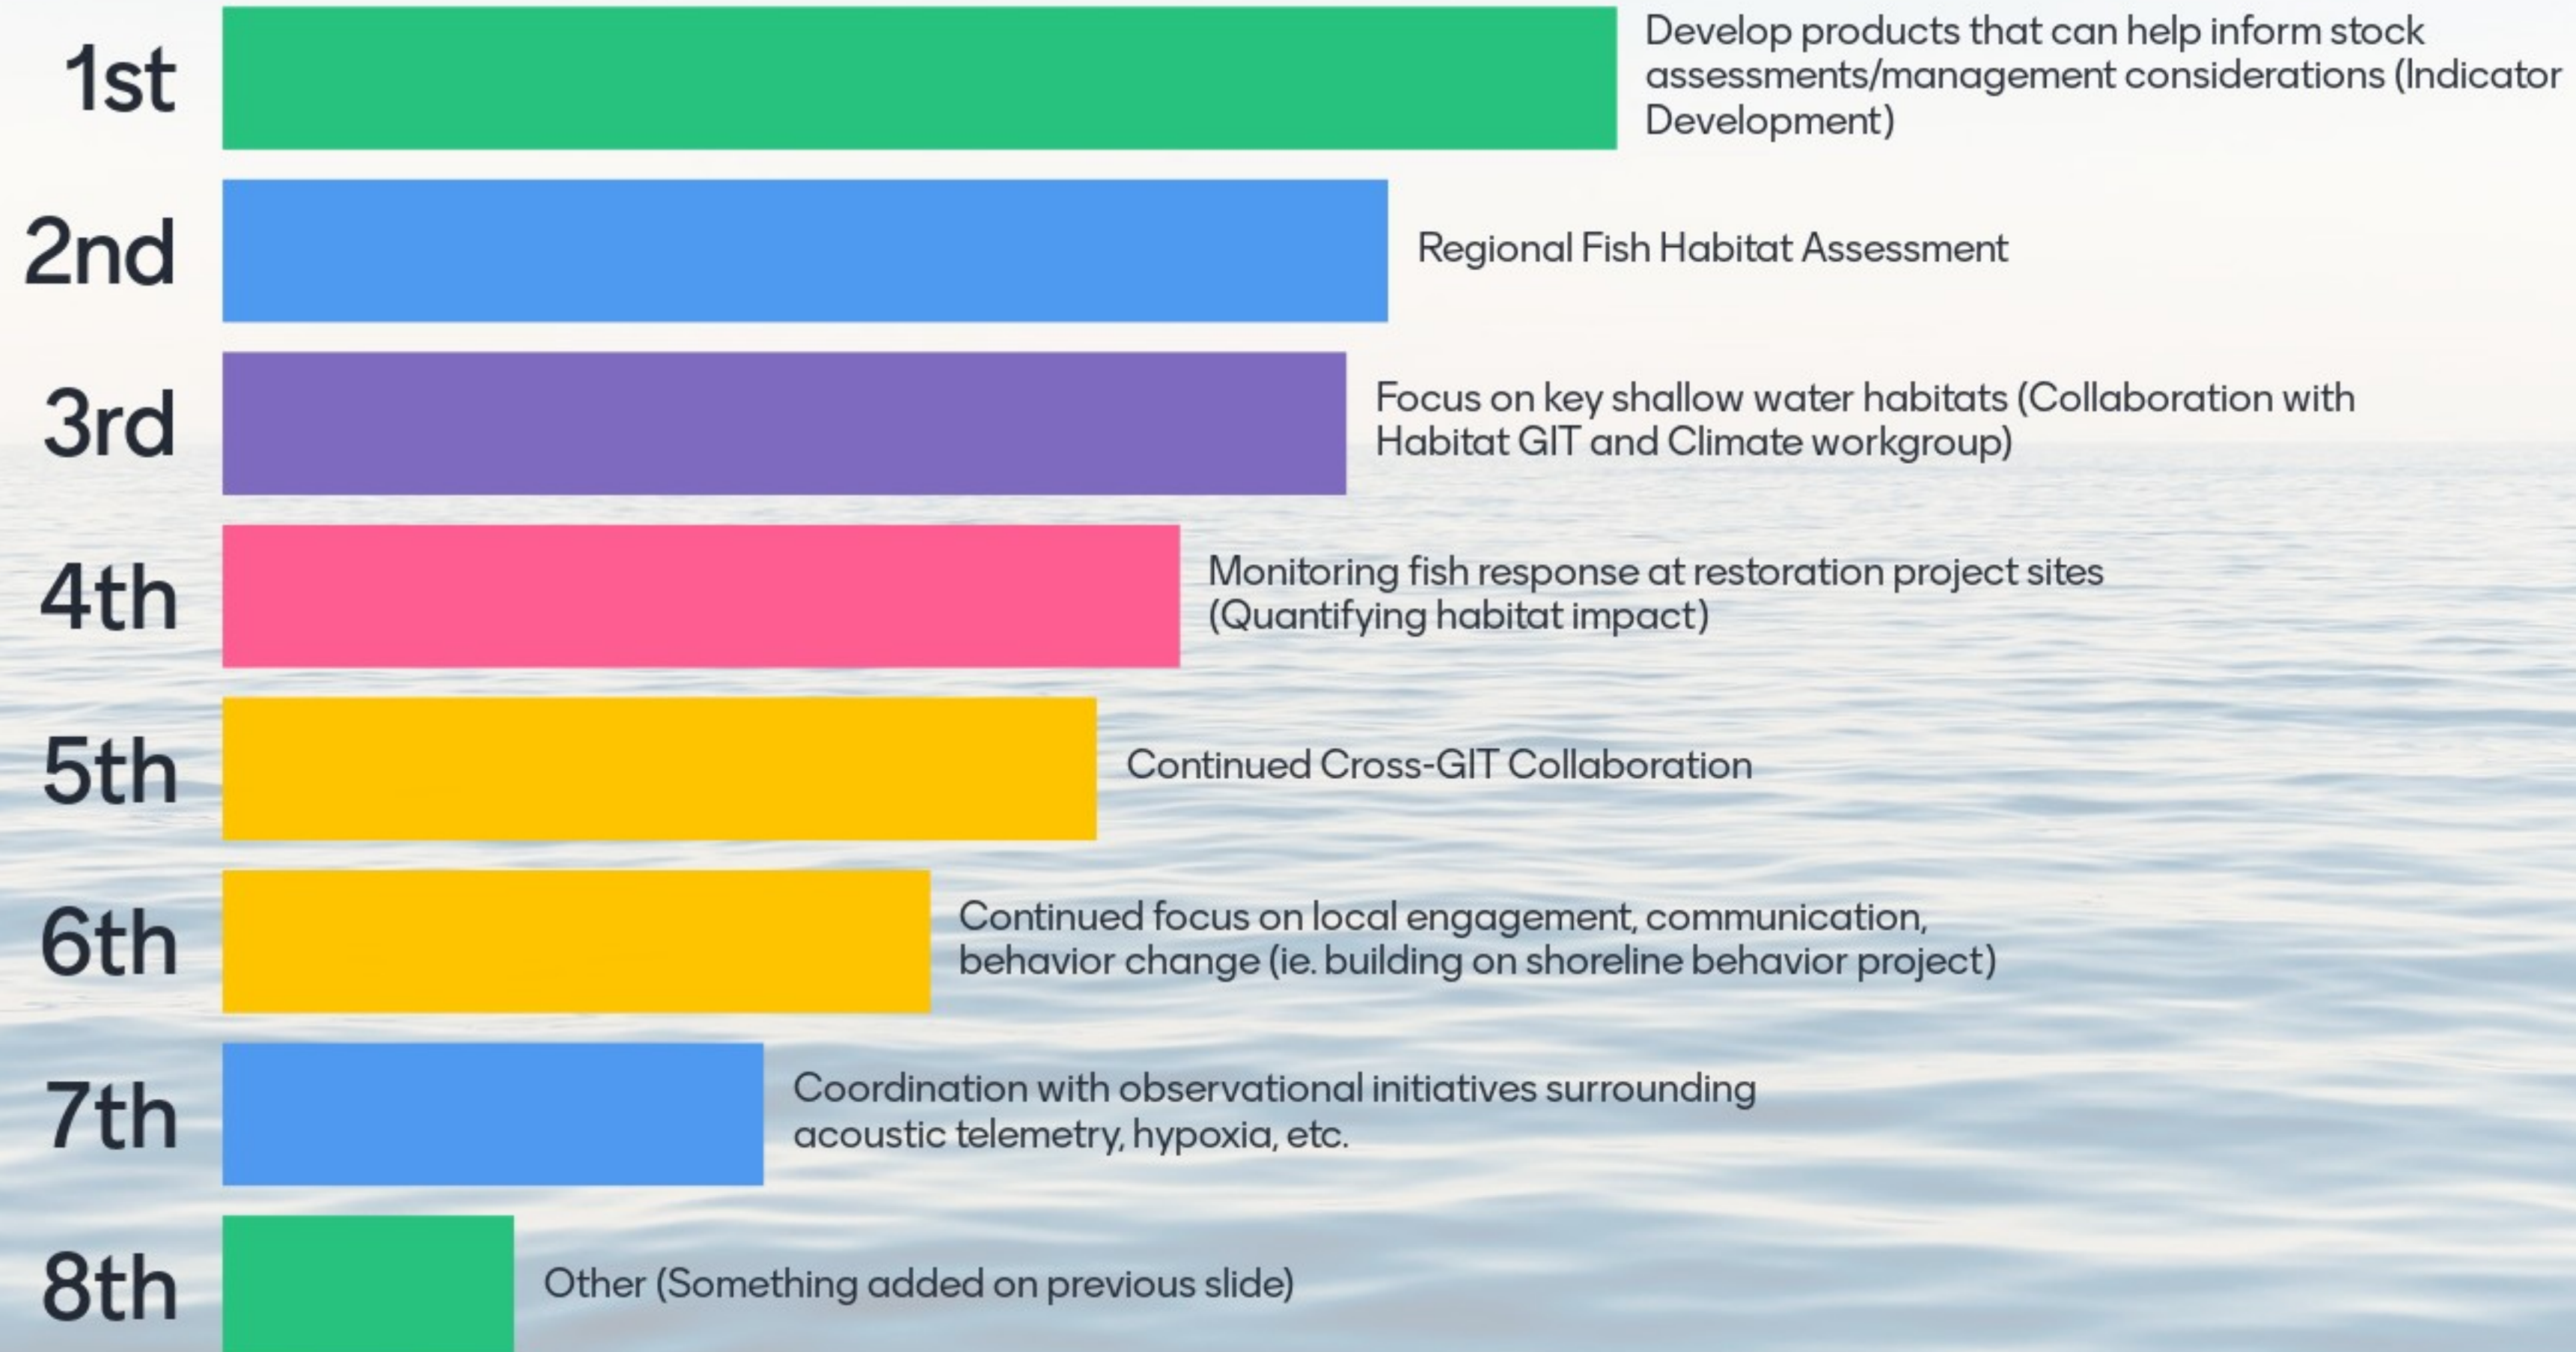 1st
Develop products that can help inform stock
assessments/management considerations (Indicator
Development)
2nd
Regional Fish Habitat Assessment
3rd
Focus on key shallow water habitats (Collaboration with
Habitat GIT and Climate workgroup)
4th
Monitoring fish response at restoration project sites
(Quantifying habitat impact)
5th
Continued Cross-GIT Collaboration
6th
Continued focus on local engagement, communication,
behavior change (ie. building on shoreline behavior project)
7th
Coordination with observational initiatives surrounding
acoustic telemetry, hypoxia, etc.
8th
Other (Something added on previous slide)